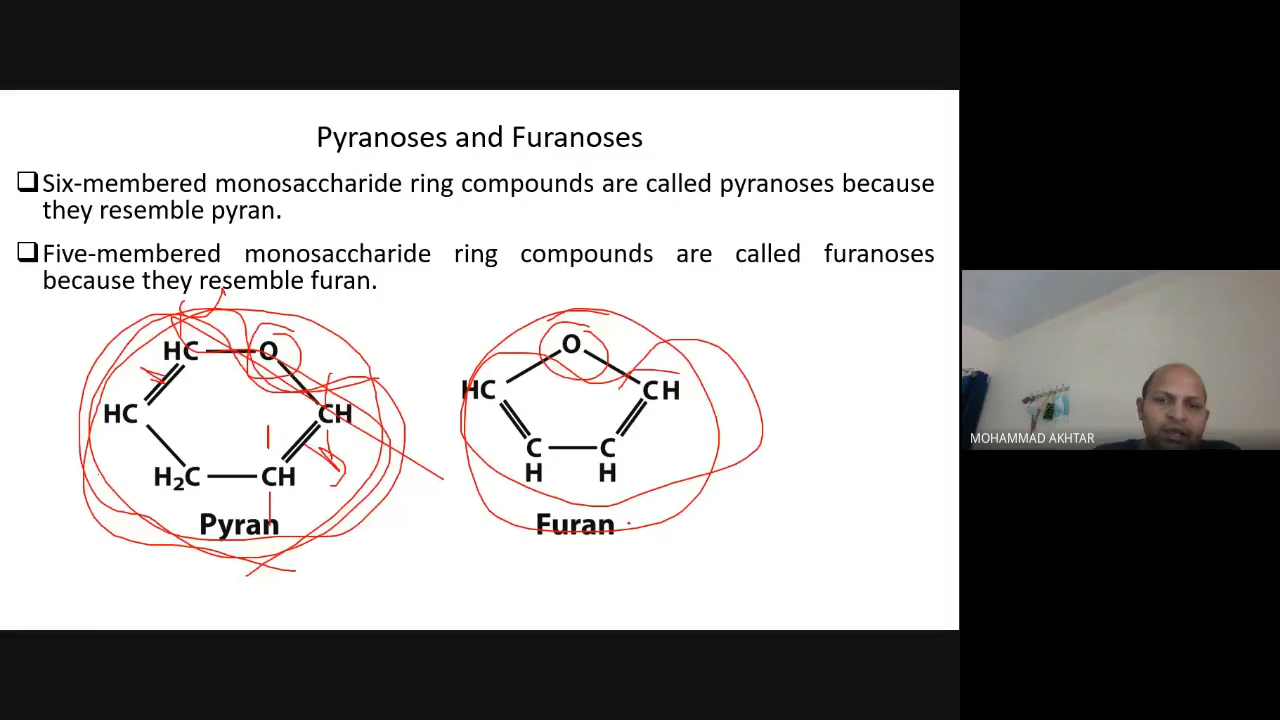 Pyranoses and Furanoses
Six-membered monosaccharide ring compounds are called pyranoses because
they resemble pyran.
Five-membered monosaccharide ring compounds are called furanoses
because they resemble furan.
HC O
HC CH
H₂C CH
Pyran
O
HC CH
C C
H H
Furan
MOHAMMAD AKHTAR